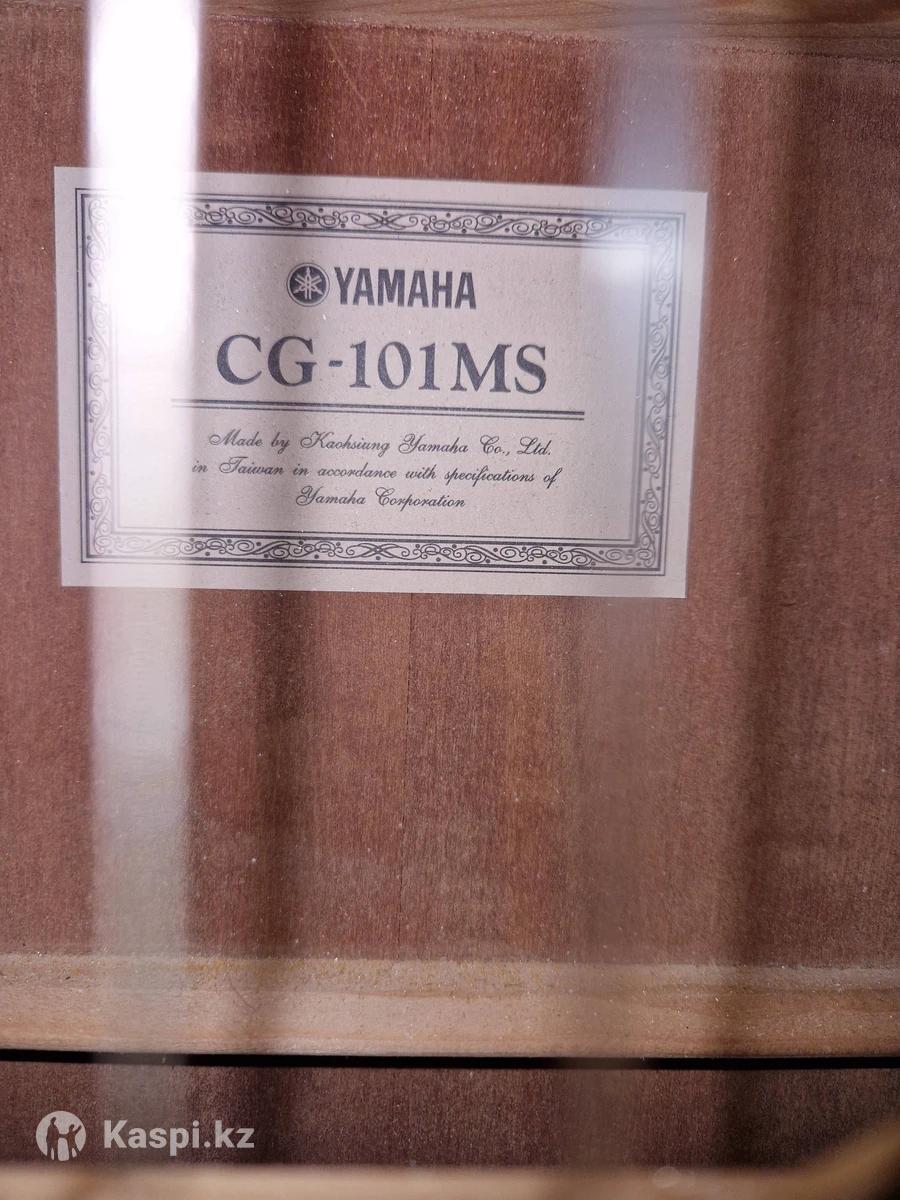 YAMAHA
CG-101MS
Made by Kaohsiung Yamaha Co., Ltd.
in Taiwan in accordance with specifications of
Yamaha Corporation
Kaspi.kz